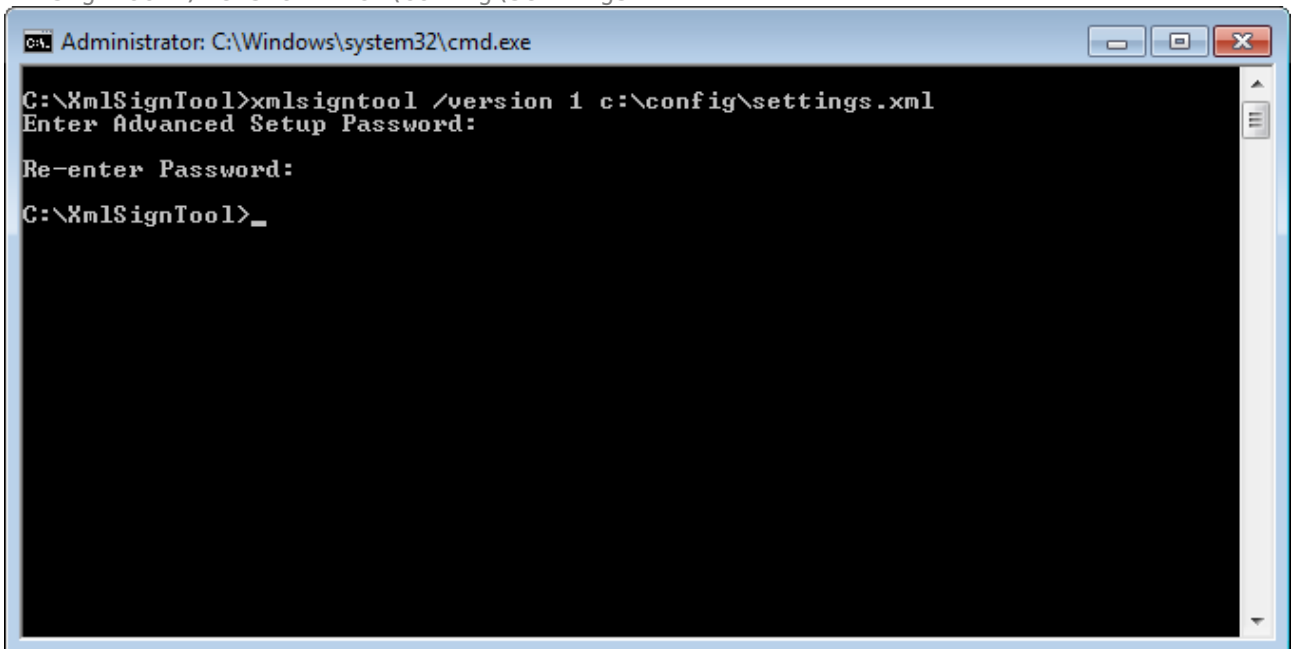 Administrator: C:\Windows\system32\cmd.exe
C:\XmlSignTool>xmlsigntool /version 1 c:\config\settings.xml
Enter Advanced Setup Password:
Re-enter Password:
C:\XmlSignTool>_